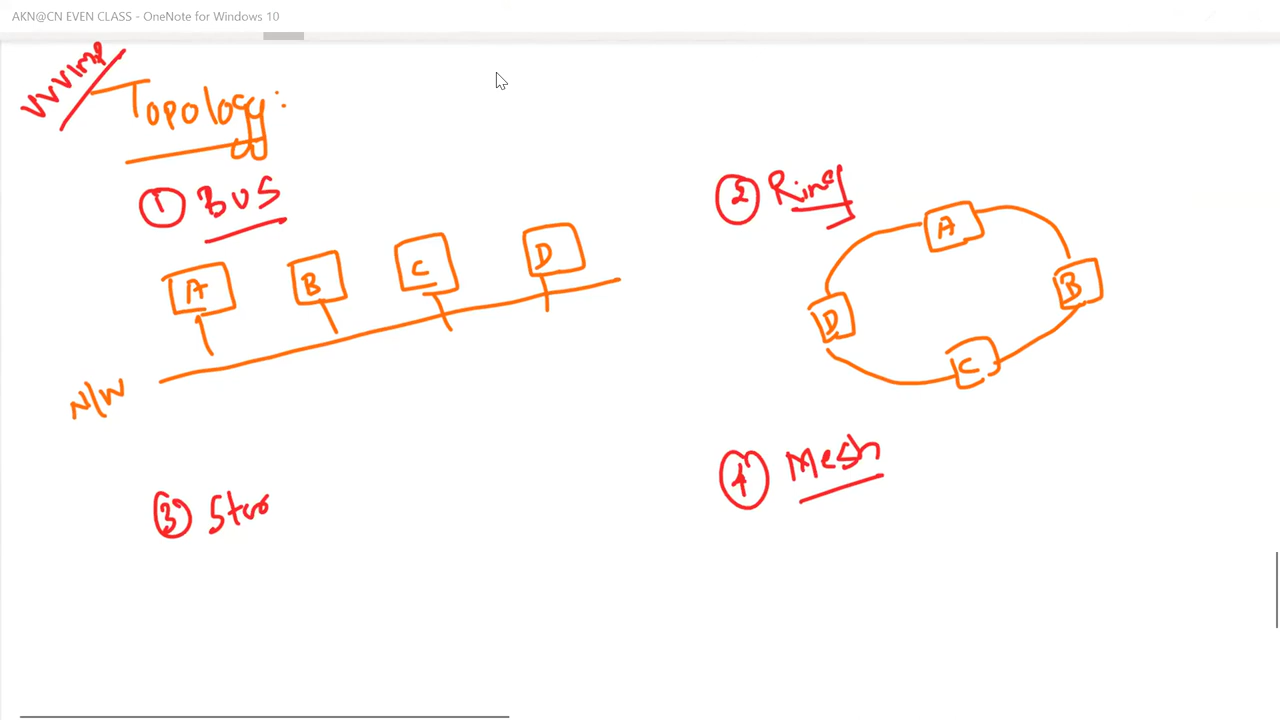 AKN@CN EVEN CLASS - OneNote for Windows 10
VVVImp
Topology:
① BUS
A B C D
N/W
② Ring
A
B
C
D
③ Star
④ Mesh